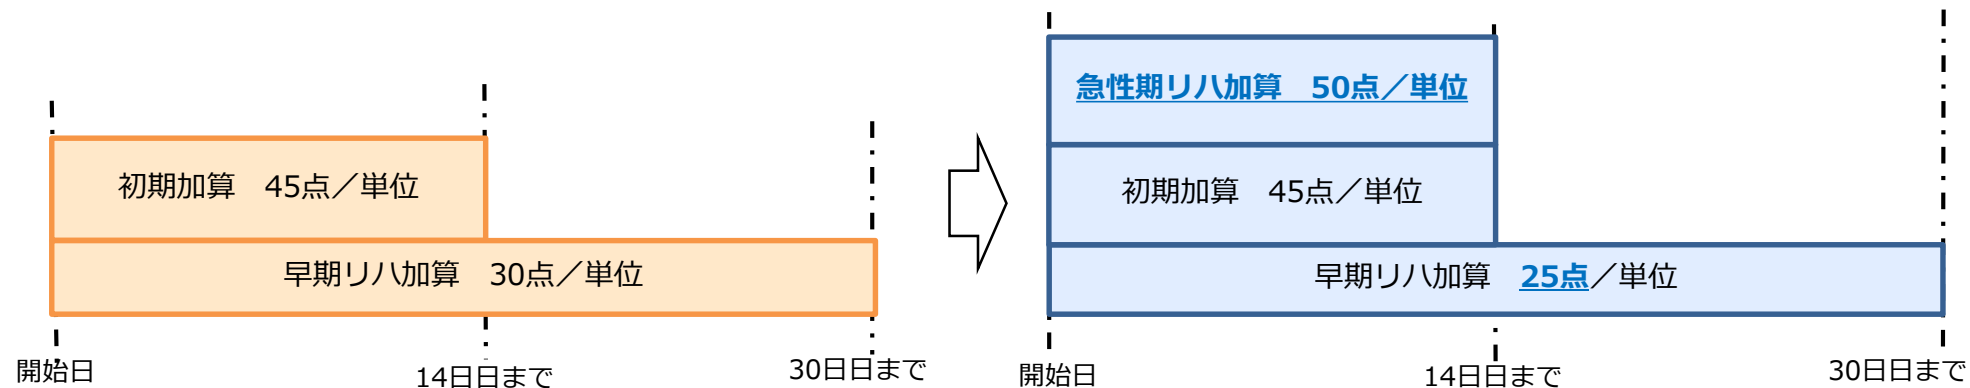 初期加算　45点／単位
早期リハ加算　30点／単位
開始日
14日日まで
30日日まで
急性期リハ加算　50点／単位
初期加算　45点／単位
早期リハ加算　25点／単位
開始日
14日日まで
30日日まで